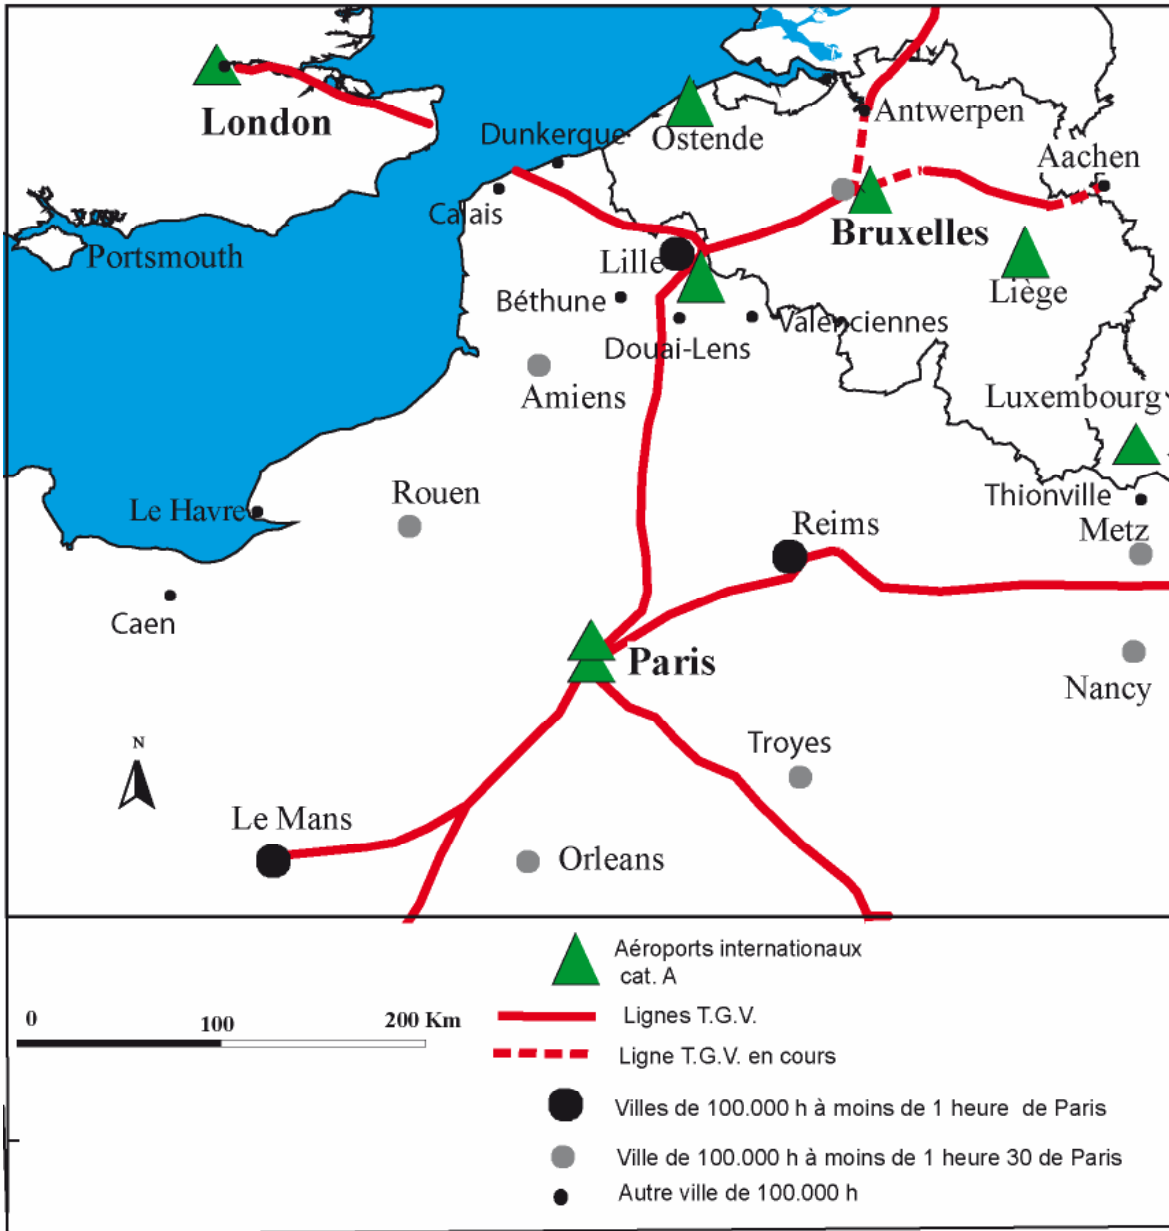 London
Dunkerque
Ostende
Antwerpen
Aachen
Calais
Bruxelles
Portsmouth
Lille
Liège
Béthune
Valenciennes
Douai-Lens
Amiens
Luxembourg
Rouen
Thionville
Le Havre
Reims
Metz
Caen
Paris
Nancy
Troyes
N
Le Mans
Orleans
Aéroports internationaux
cat. A
0 100 200 Km
Lignes T.G.V.
Ligne T.G.V. en cours
Villes de 100.000 h à moins de 1 heure de Paris
Ville de 100.000 h à moins de 1 heure 30 de Paris
Autre ville de 100.000 h